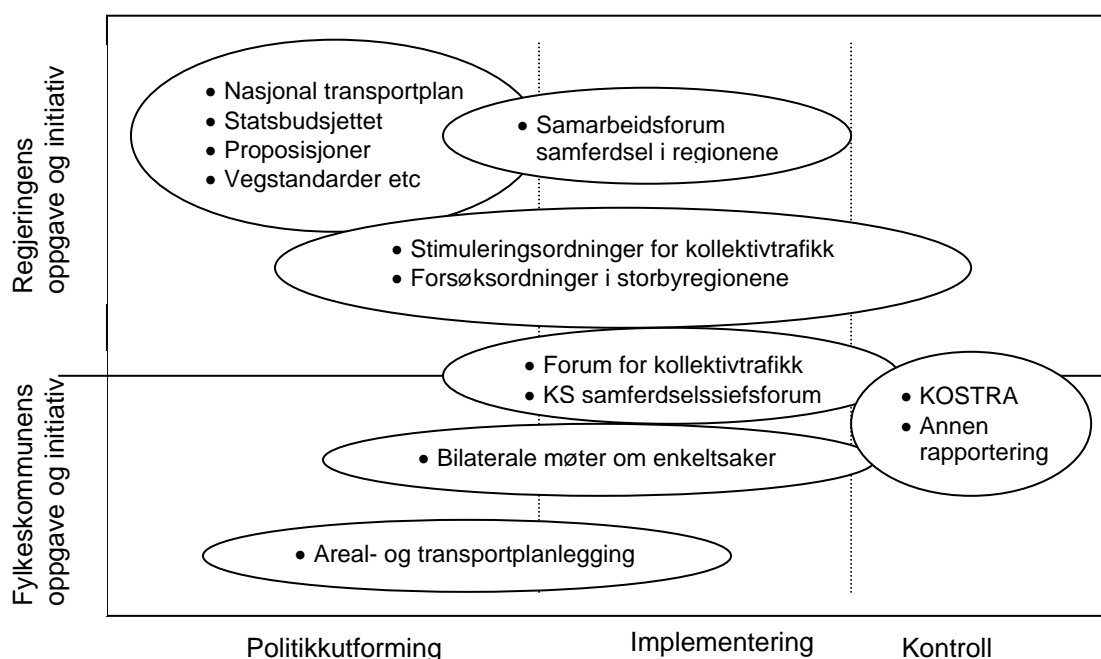 Regjeringens
oppgave og initiativ
• Nasjonal transportplan
• Statsbudsjettet
• Proposisjoner
• Vegstandarder etc
• Samarbeidsforum
samferdsel i regionene
• Stimuleringsordninger for kollektivtrafikk
• Forsøksordninger i storbyregionene
• Forum for kollektivtrafikk
• KS samferdselssiefsforum
Fylkeskommunens
oppgave og initiativ
• KOSTRA
• Annen
rapportering
• Bilaterale møter om enkeltsaker
• Areal- og transportplanlegging
Politikkutforming
Implementering
Kontroll